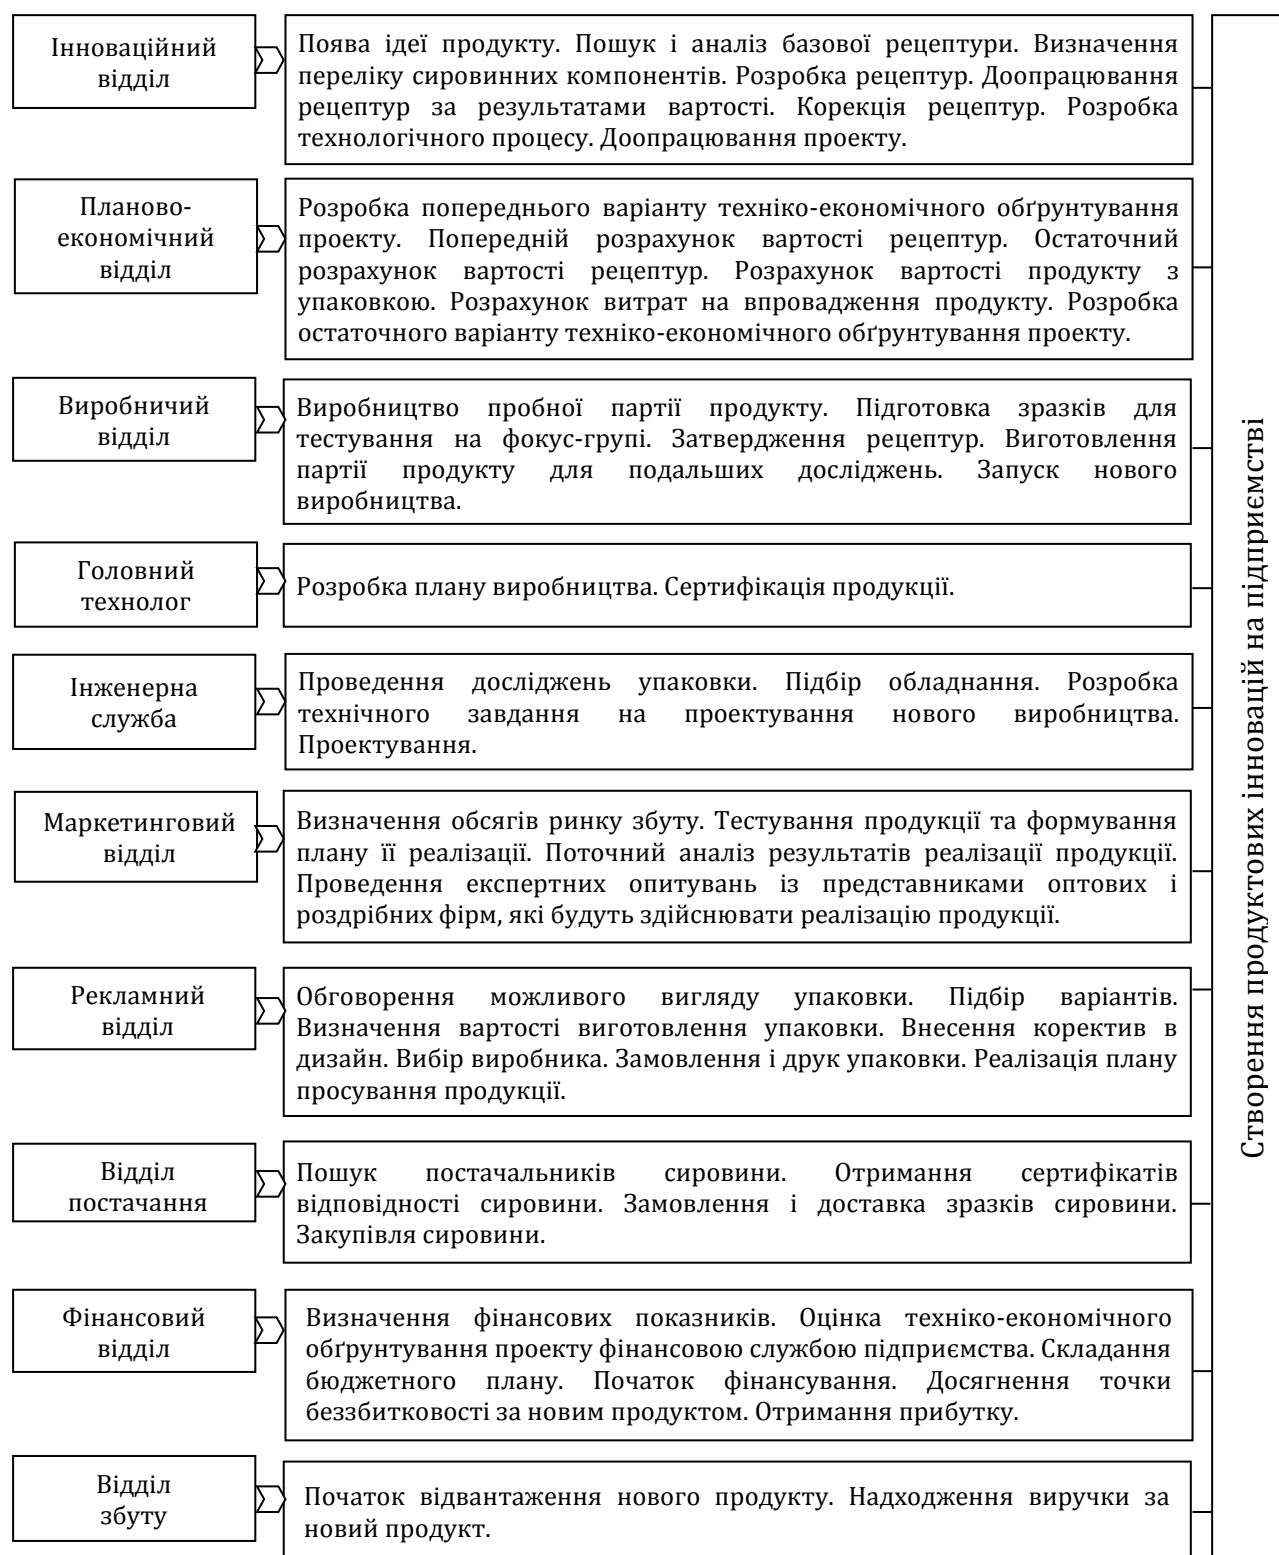 Інноваційний
відділ
Поява ідеї продукту. Пошук і аналіз базової рецептури. Визначення
переліку сировинних компонентів. Розробка рецептур. Доопрацювання
рецептур за результатами вартості. Корекція рецептур. Розробка
технологічного процесу. Доопрацювання проекту.
Планово-
економічний
відділ
Розробка попереднього варіанту техніко-економічного обґрунтування
проекту. Попередній розрахунок вартості рецептур. Остаточний
розрахунок вартості рецептур. Розрахунок вартості продукту з
упаковкою. Розрахунок витрат на впровадження продукту. Розробка
остаточного варіанту техніко-економічного обґрунтування проекту.
Виробничий
відділ
Виробництво пробної партії продукту. Підготовка зразків для
тестування на фокус-групі. Затвердження рецептур. Виготовлення
партії продукту для подальших досліджень. Запуск нового
виробництва.
Головний
технолог
Розробка плану виробництва. Сертифікація продукції.
Інженерна
служба
Проведення досліджень упаковки. Підбір обладнання. Розробка
технічного завдання на проектування нового виробництва.
Проектування.
Маркетинговий
відділ
Визначення обсягів ринку збуту. Тестування продукції та формування
плану її реалізації. Поточний аналіз результатів реалізації продукції.
Проведення експертних опитувань із представниками оптових і
роздрібних фірм, які будуть здійснювати реалізацію продукції.
Рекламний
відділ
Обговорення можливого вигляду упаковки. Підбір варіантів.
Визначення вартості виготовлення упаковки. Внесення коректив в
дизайн. Вибір виробника. Замовлення і друк упаковки. Реалізація плану
просування продукції.
Відділ
постачання
Пошук постачальників сировини. Отримання сертифікатів
відповідності сировини. Замовлення і доставка зразків сировини.
Закупівля сировини.
Фінансовий
відділ
Визначення фінансових показників. Оцінка техніко-економічного
обґрунтування проекту фінансовою службою підприємства. Складання
бюджетного плану. Початок фінансування. Досягнення точки
беззбитковості за новим продуктом. Отримання прибутку.
Відділ
збуту
Початок відвантаження нового продукту. Надходження виручки за
новий продукт.
Створення продуктових інновацій на підприємстві